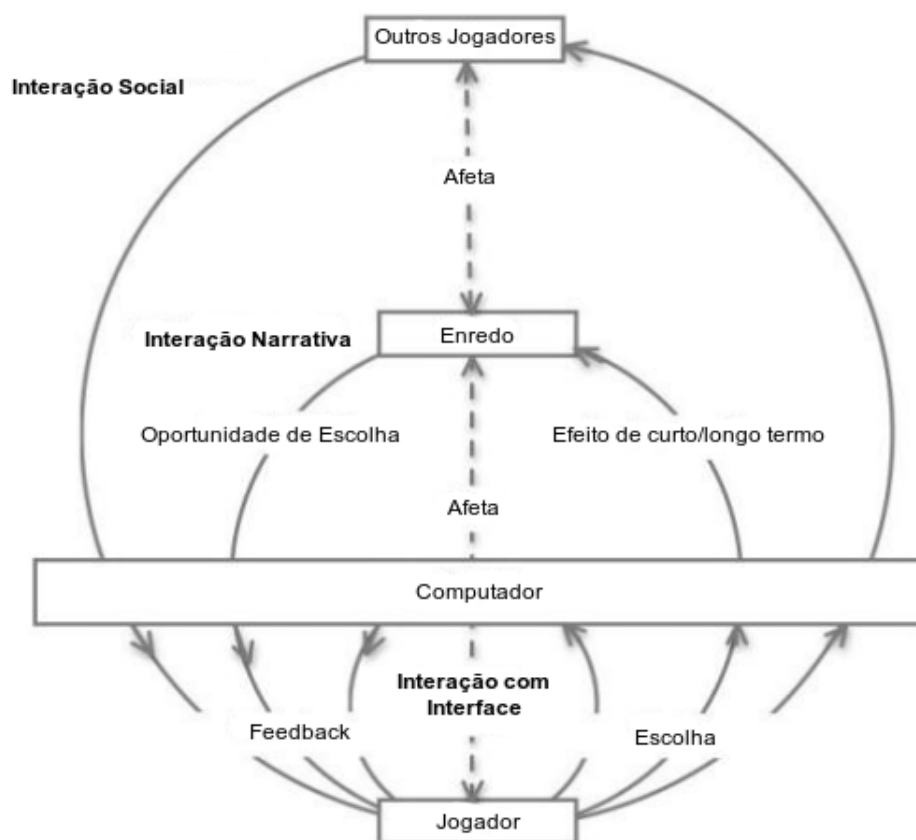 Outros Jogadores
Interação Social
Afeta
Interação Narrativa
Enredo
Oportunidade de Escolha
Efeito de curto/longo termo
Afeta
Computador
Interação com
Interface
Feedback
Escolha
Jogador